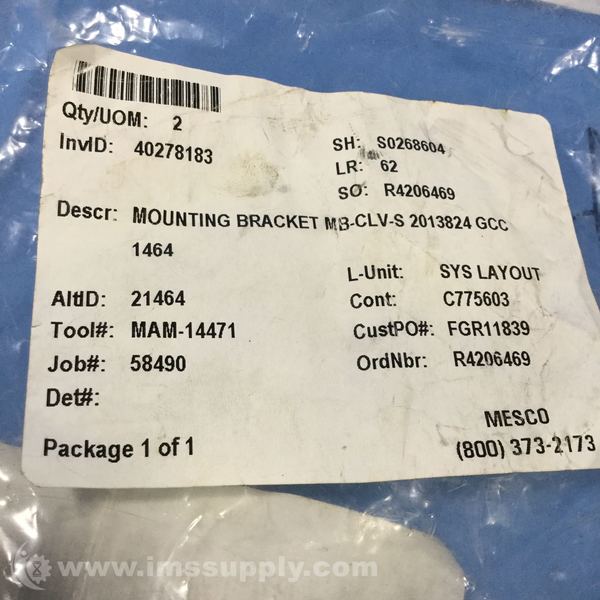 Qty/UOM: 2
InvID: 40278183
SH: S0268604
LR: 62
SO: R4206469
Descr: MOUNTING BRACKET MB-CLV-S 2013824 GCC
1464
L-Unit: SYS LAYOUT
AltID: 21464
Cont: C775603
Tool#: MAM-14471
CustPO#: FGR11839
Job#: 58490
OrdNbr: R4206469
Det#:
MESCO
Package 1 of 1
(800) 373-2173
www.imssupply.com